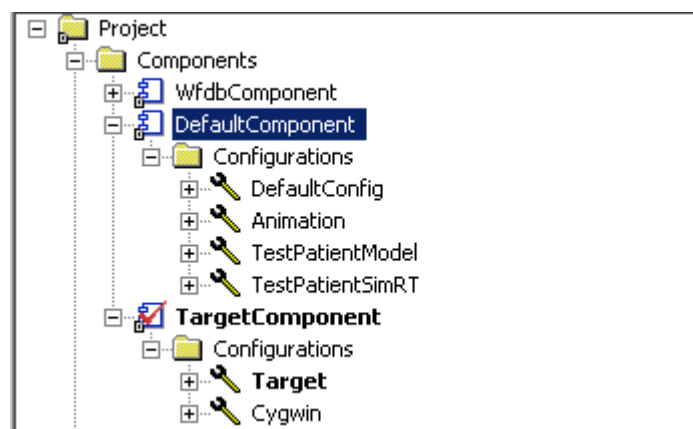 Project
Components
WfdbComponent
DefaultComponent
Configurations
DefaultConfig
Animation
TestPatientModel
TestPatientSimRT
TargetComponent
Configurations
Target
Cygwin